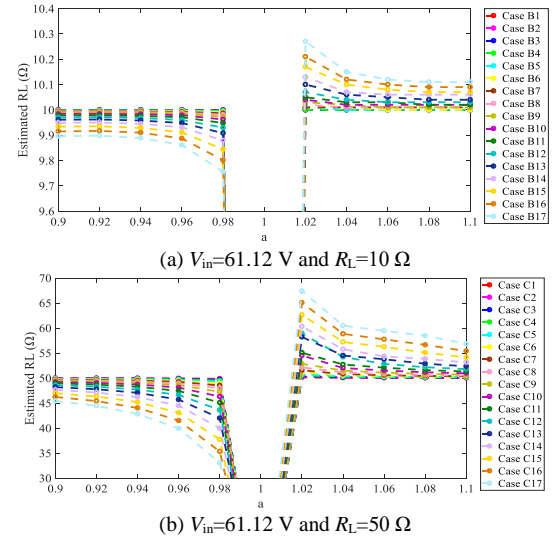 10.4
10.3
10.2
10.1
10
9.9
9.8
9.7
9.6
Estimated RL (Ω)
0.9 0.92 0.94 0.96 0.98 1 1.02 1.04 1.06 1.08 1.1
a
Case B1
Case B2
Case B3
Case B4
Case B5
Case B6
Case B7
Case B8
Case B9
Case B10
Case B11
Case B12
Case B13
Case B14
Case B15
Case B16
Case B17
(a) Vin=61.12 V and RL=10 Ω
70
65
60
55
50
45
40
35
30
Estimated RL (Ω)
0.9 0.92 0.94 0.96 0.98 1 1.02 1.04 1.06 1.08 1.1
a
Case C1
Case C2
Case C3
Case C4
Case C5
Case C6
Case C7
Case C8
Case C9
Case C10
Case C11
Case C12
Case C13
Case C14
Case C15
Case C16
Case C17
(b) Vin=61.12 V and RL=50 Ω